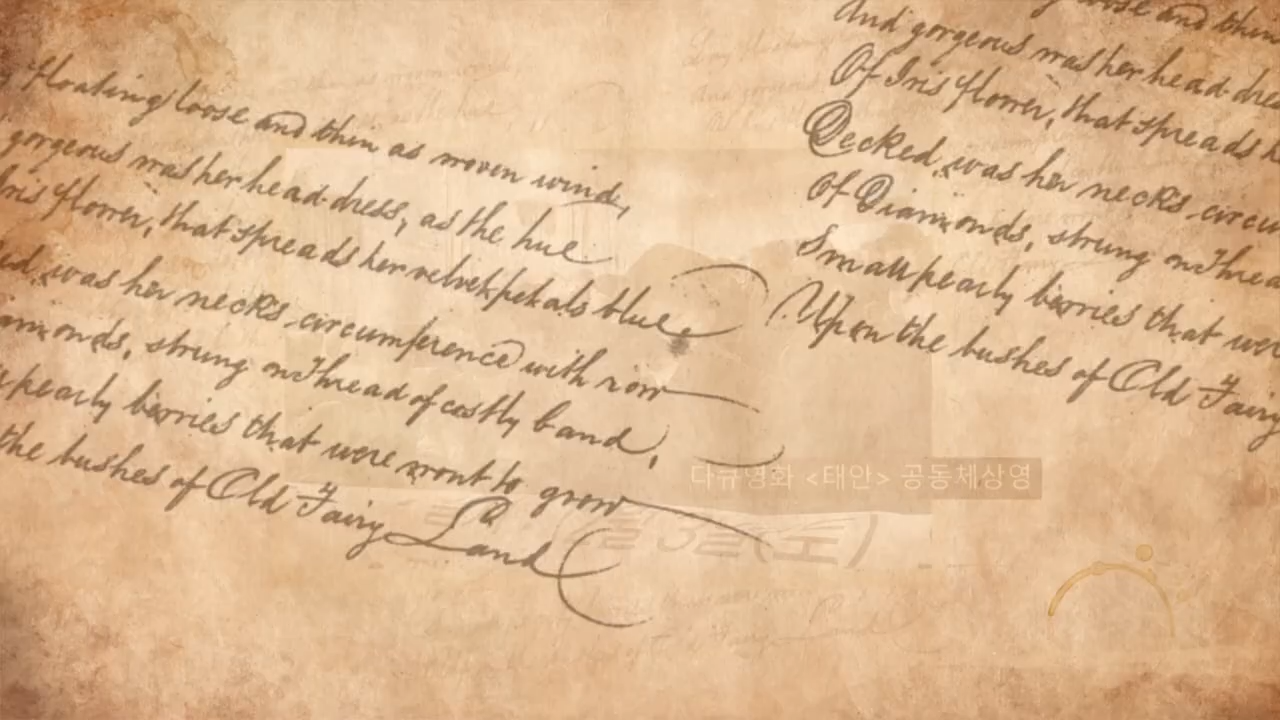 floating loose and thin as woven wind,
gorgeous was her head-dress, as the hue
Iris flower, that spreads her velvet petals blue
was her necks circumference with row
strung on Thread of costly band,
pearly berries that were wont to grow
the bushes of Old Fairy Land
and thin
And gorgeous was her head-dre
Of Iris flower, that spreads h
Decked was her necks circu
Of Diamonds, strung on Threa
Small pearly berries that wer
Upon the bushes of Old Fairy
다큐영화 <태안> 공동체상영